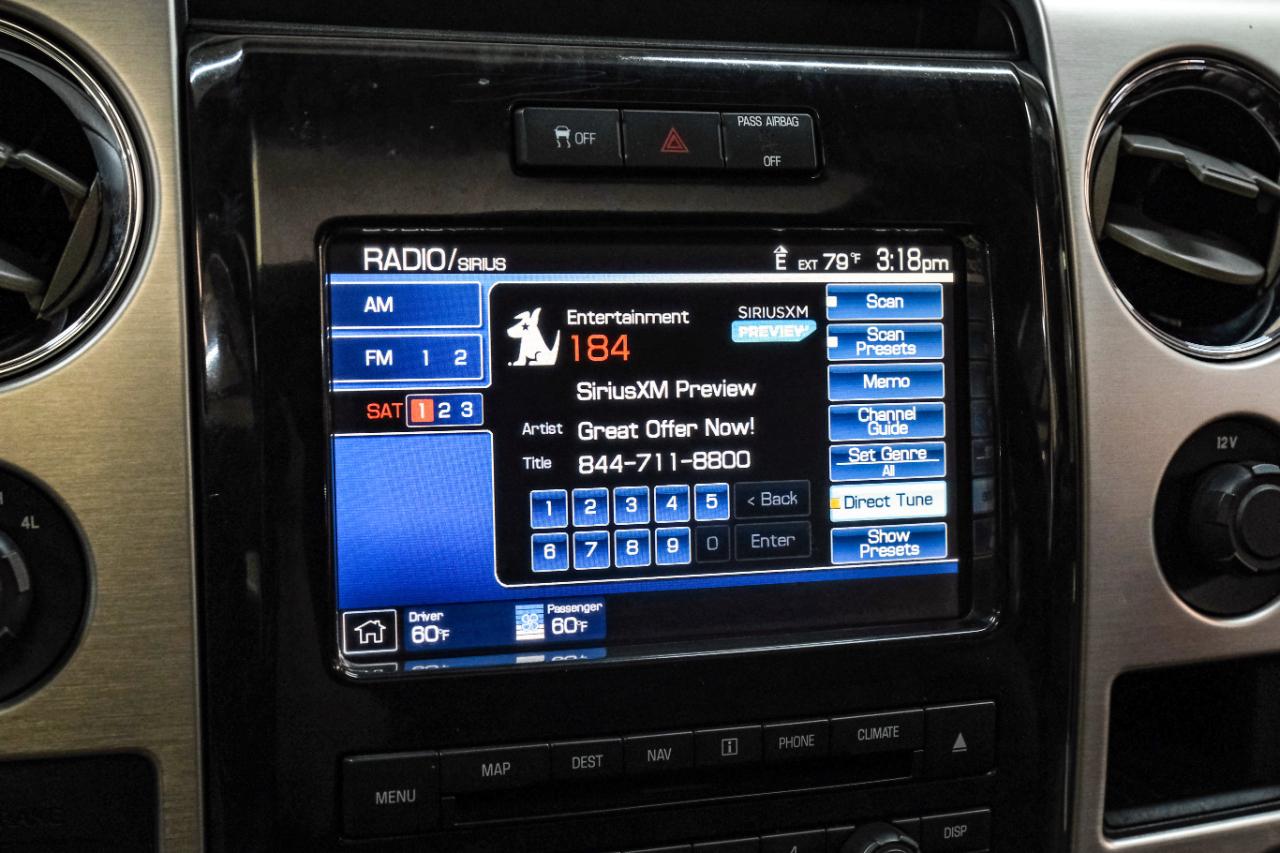 OFF
PASS AIRBAG
OFF
RADIO/SIRIUS
E EXT 79°F 3:18pm
AM
FM 1 2
SAT 1 2 3
Entertainment
184
SIRIUSXM
PREVIEW
SiriusXM Preview
Artist Great Offer Now!
Title 844-711-8800
1 2 3 4 5 < Back
6 7 8 9 0 Enter
Scan
Scan
Presets
Memo
Channel
Guide
Set Genre
All
Direct Tune
Show
Presets
Driver
60°F
Passenger
60°F
4L
12V
MENU
MAP
DEST
NAV
i
PHONE
CLIMATE
DISP